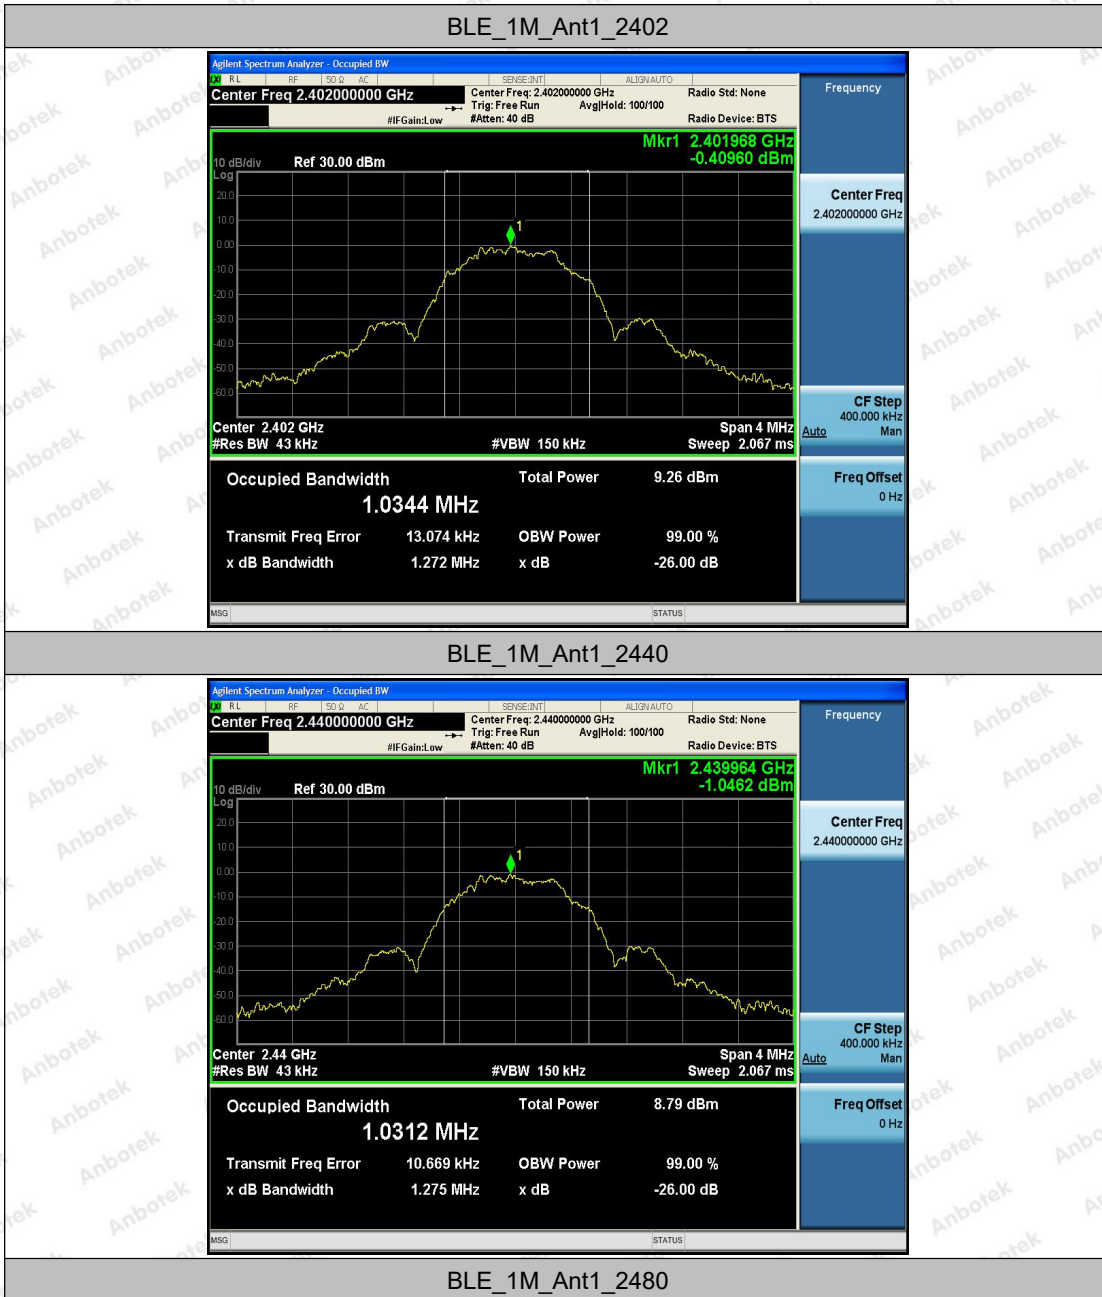 BLE_1M_Ant1_2402
Agilent Spectrum Analyzer - Occupied BW
LXI RL RF 50 Ω AC SENSE:INT ALIGNAUTO
Center Freq 2.402000000 GHz
Center Freq: 2.402000000 GHz Radio Std: None
Trig: Free Run Avg|Hold: 100/100
#IFGain:Low #Atten: 40 dB Radio Device: BTS
Mkr1 2.401968 GHz
10 dB/div Ref 30.00 dBm -0.40960 dBm
Log
20.0
10.0
0.00
-10.0
-20.0
-30.0
-40.0
-50.0
-60.0
1
Center 2.402 GHz Span 4 MHz
#Res BW 43 kHz #VBW 150 kHz Sweep 2.067 ms
Occupied Bandwidth Total Power 9.26 dBm
1.0344 MHz
Transmit Freq Error 13.074 kHz OBW Power 99.00 %
x dB Bandwidth 1.272 MHz x dB -26.00 dB
MSG STATUS
Frequency
Center Freq
2.402000000 GHz
CF Step
400.000 kHz
Auto Man
Freq Offset
0 Hz
BLE_1M_Ant1_2440
Agilent Spectrum Analyzer - Occupied BW
LXI RL RF 50 Ω AC SENSE:INT ALIGNAUTO
Center Freq 2.440000000 GHz
Center Freq: 2.440000000 GHz Radio Std: None
Trig: Free Run Avg|Hold: 100/100
#IFGain:Low #Atten: 40 dB Radio Device: BTS
Mkr1 2.439964 GHz
10 dB/div Ref 30.00 dBm -1.0462 dBm
Log
20.0
10.0
0.00
-10.0
-20.0
-30.0
-40.0
-50.0
-60.0
1
Center 2.44 GHz Span 4 MHz
#Res BW 43 kHz #VBW 150 kHz Sweep 2.067 ms
Occupied Bandwidth Total Power 8.79 dBm
1.0312 MHz
Transmit Freq Error 10.669 kHz OBW Power 99.00 %
x dB Bandwidth 1.275 MHz x dB -26.00 dB
MSG STATUS
Frequency
Center Freq
2.440000000 GHz
CF Step
400.000 kHz
Auto Man
Freq Offset
0 Hz
BLE_1M_Ant1_2480
Anbotek